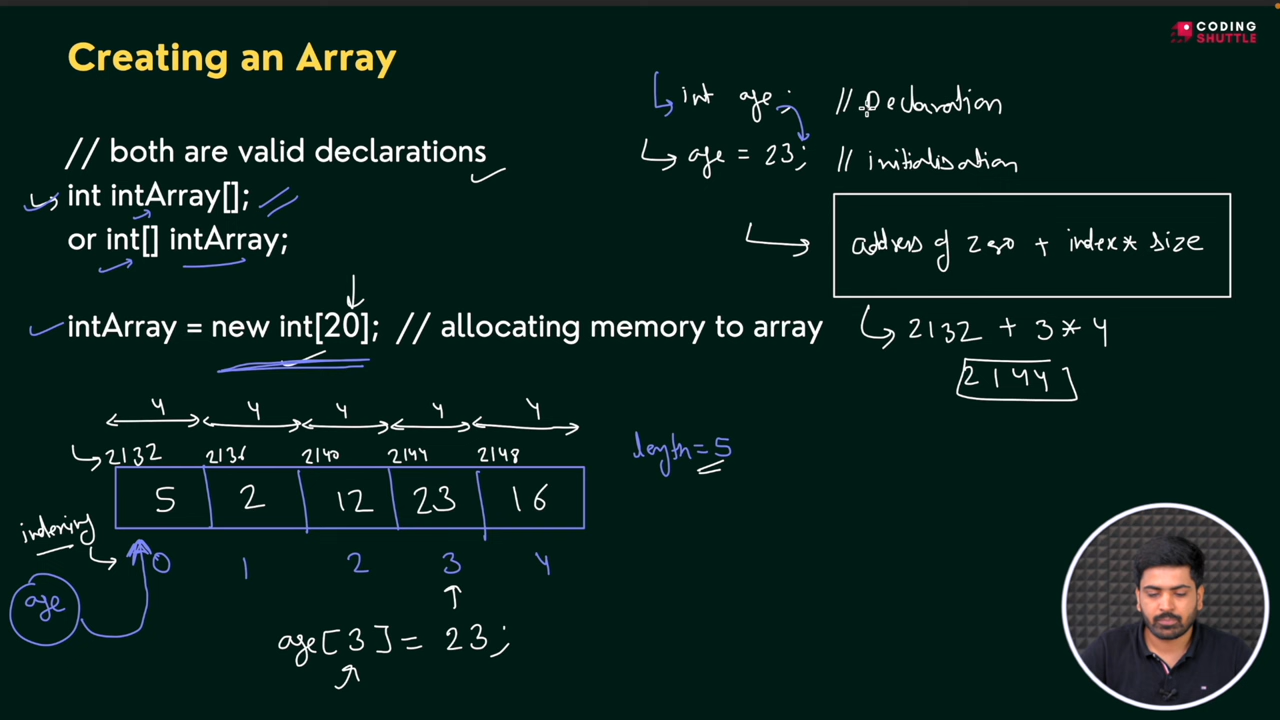 CODING
SHUTTLE
Creating an Array
// both are valid declarations
int intArray[];
or int[] intArray;
intArray = new int[20]; // allocating memory to array
int age; // Declaration
age = 23; // initialisation
address of zero + index * size
2132 + 3 * 4
2144
4 4 4 4 4
2132 2136 2140 2144 2148
5 2 12 23 16
length = 5
indexing
0 1 2 3 4
age
age[3] = 23;